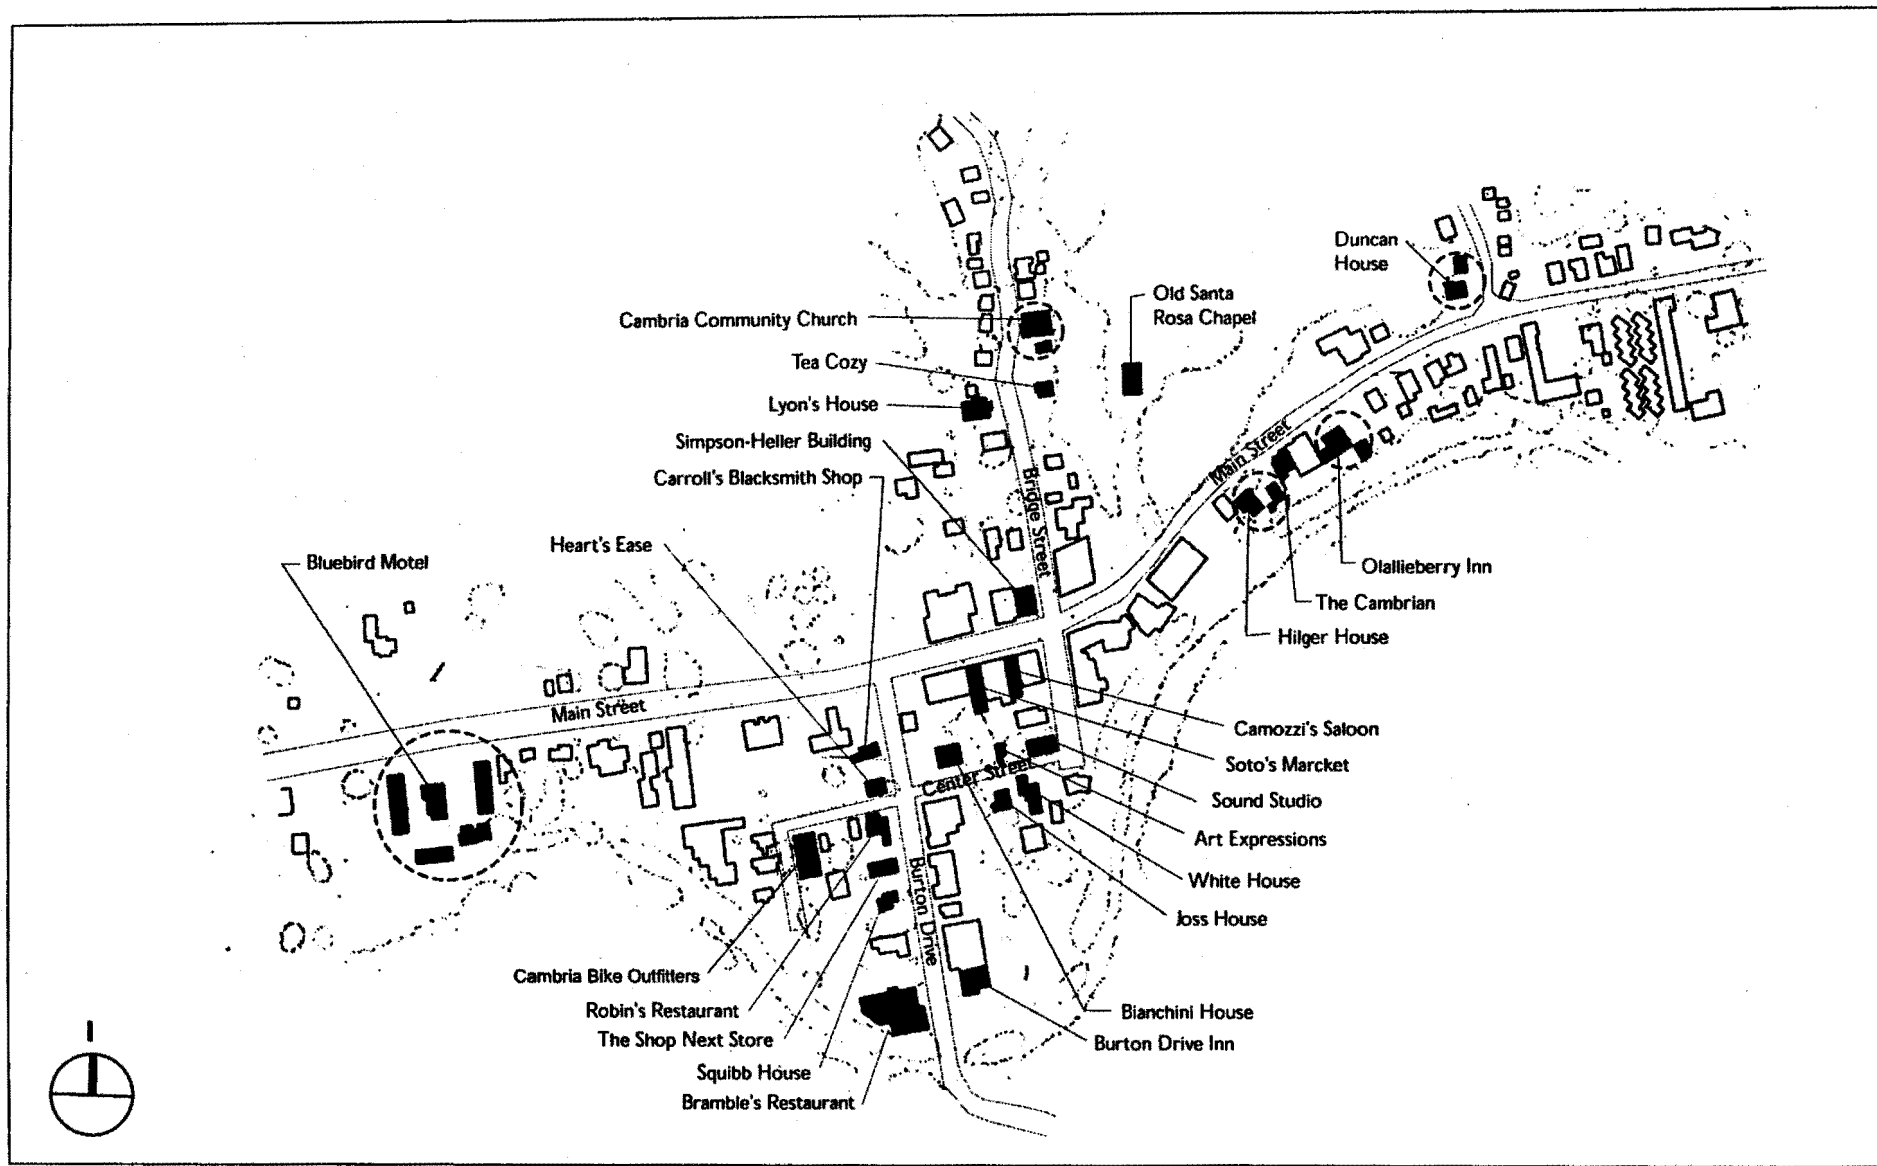 Duncan
House
Old Santa
Rosa Chapel
Cambria Community Church
Tea Cozy
Lyon's House
Simpson-Heller Building
Main Street
Carroll's Blacksmith Shop
Bridge Street
Heart's Ease
Bluebird Motel
Olallieberry Inn
The Cambrian
Hilger House
Main Street
Camozzi's Saloon
Soto's Marcket
Center Street
Sound Studio
Art Expressions
White House
Joss House
Burton Drive
Cambria Bike Outfitters
Robin's Restaurant
Bianchini House
The Shop Next Store
Burton Drive Inn
Squibb House
Bramble's Restaurant